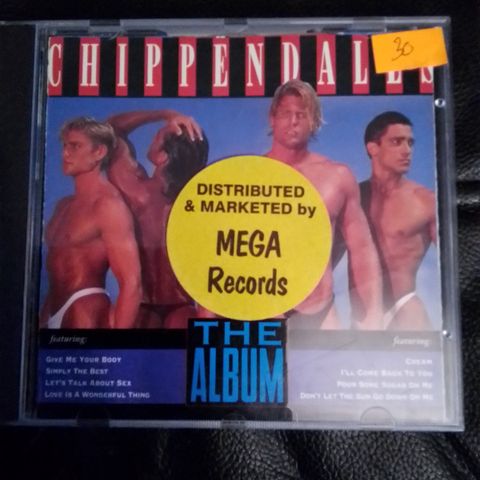 CHIPPENDALES
30
DISTRIBUTED
& MARKETED by
MEGA
Records
THE
ALBUM
featuring:
GIVE ME YOUR BODY
SIMPLY THE BEST
LET'S TALK ABOUT SEX
LOVE IS A WONDERFUL THING
featuring:
CREAM
I'LL COME BACK TO YOU
POUR SOME SUGAR ON ME
DON'T LET THE SUN GO DOWN ON ME